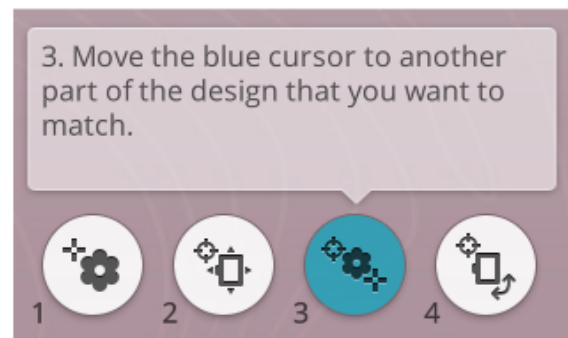 3. Move the blue cursor to another
part of the design that you want to
match.
1
2
3
4